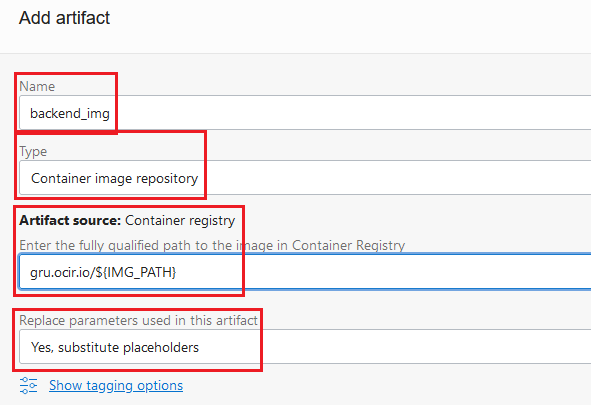 Add artifact
Name
backend_img
Type
Container image repository
Artifact source: Container registry
Enter the fully qualified path to the image in Container Registry
gru.ocir.io/${IMG_PATH}
Replace parameters used in this artifact
Yes, substitute placeholders
Show tagging options